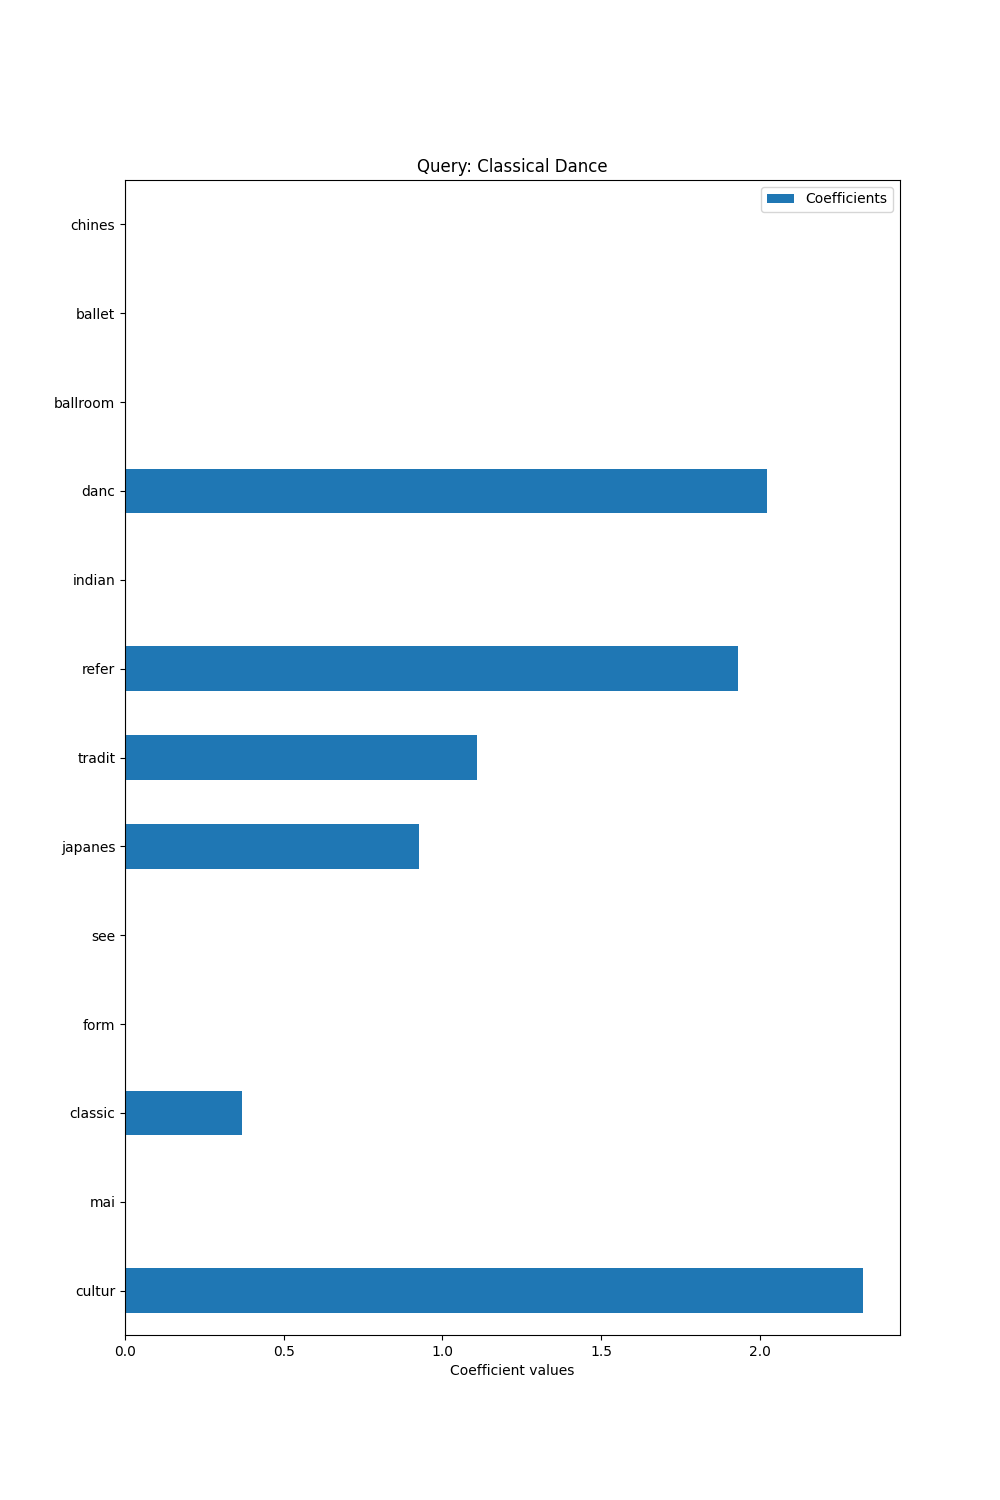 Query: Classical Dance
Coefficients
chines
ballet
ballroom
danc
indian
refer
tradit
japanes
see
form
classic
mai
cultur
0.0 0.5 1.0 1.5 2.0
Coefficient values